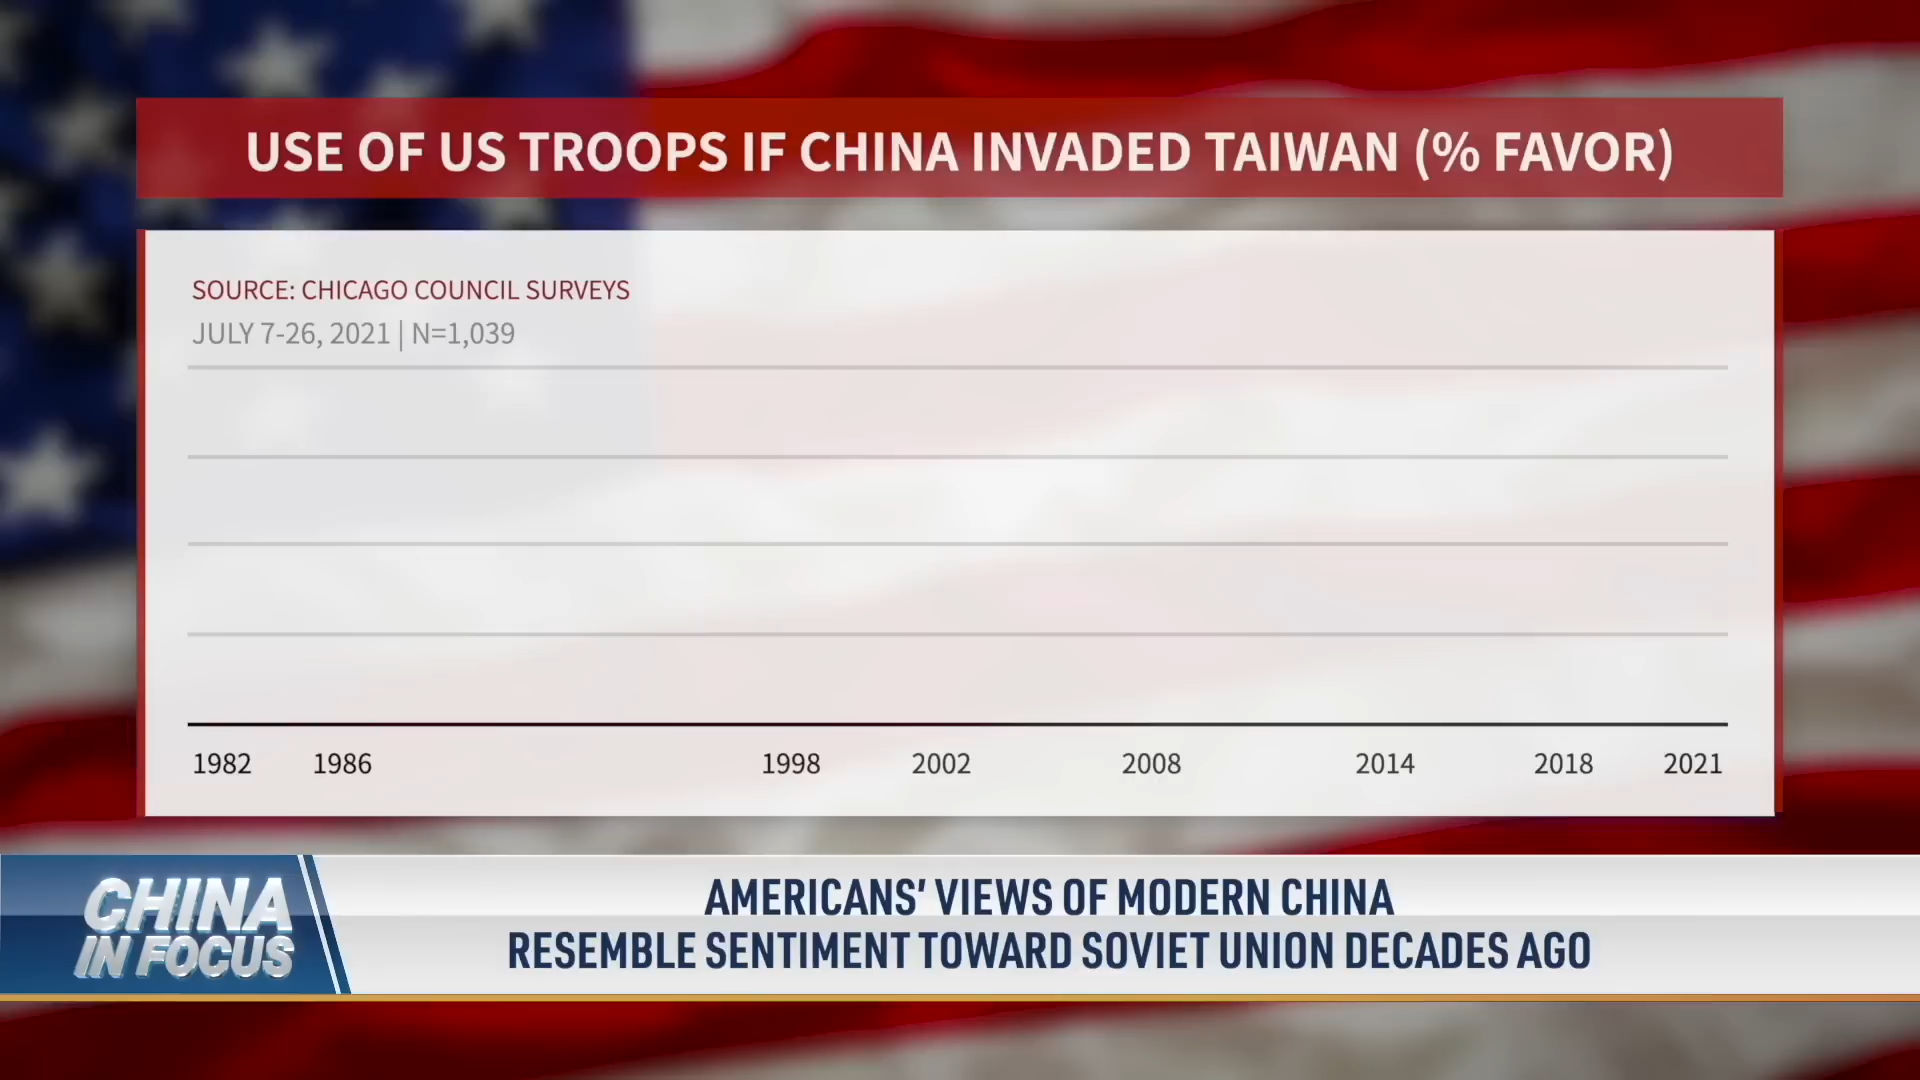 USE OF US TROOPS IF CHINA INVADED TAIWAN (% FAVOR)
SOURCE: CHICAGO COUNCIL SURVEYS
JULY 7-26, 2021 | N=1,039
1982 1986 1998 2002 2008 2014 2018 2021
CHINA
IN FOCUS
AMERICANS' VIEWS OF MODERN CHINA
RESEMBLE SENTIMENT TOWARD SOVIET UNION DECADES AGO